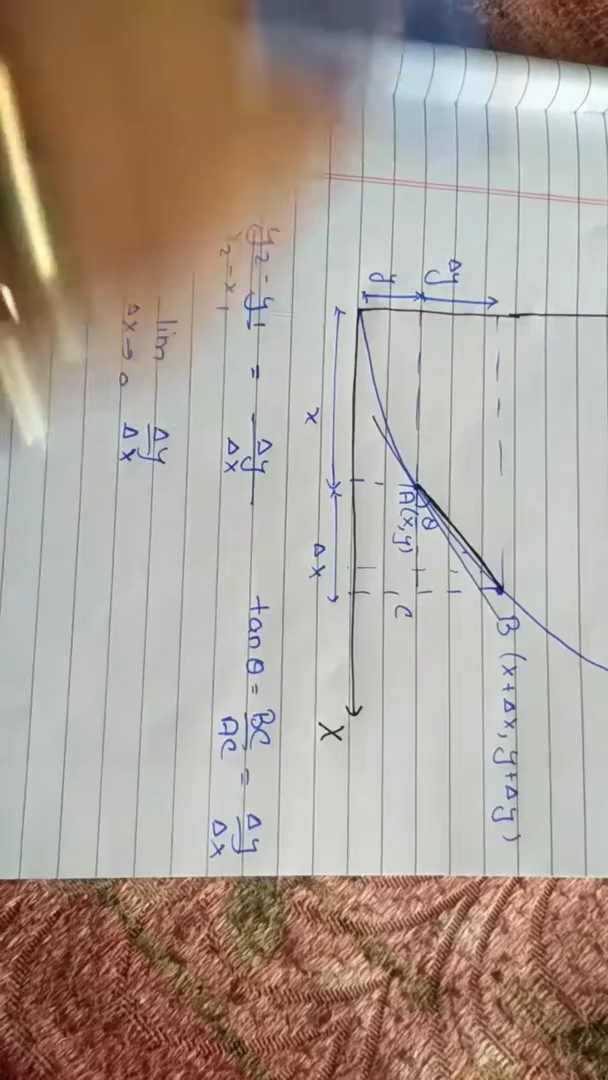 Δy
y
x
Δx
A(x,y)
θ
C
B (x+Δx, y+Δy)
X
y2 - y1 / 2 - x1 = Δy / Δx
tan θ = BC / AC = Δy / Δx
lim Δx→0 Δy / Δx